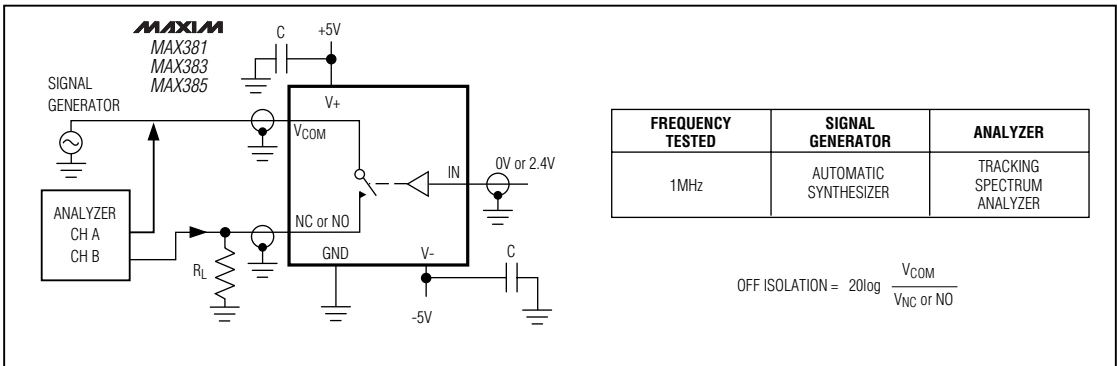 MAXIM
MAX381
MAX383
MAX385
SIGNAL
GENERATOR
C
+5V
V+
VCOM
IN
0V or 2.4V
ANALYZER
CH A
CH B
NC or NO
RL
GND
V-
C
-5V
FREQUENCY TESTED
SIGNAL GENERATOR
ANALYZER
1MHz
AUTOMATIC SYNTHESIZER
TRACKING SPECTRUM ANALYZER
OFF ISOLATION = 20log VCOM
VNC or NO